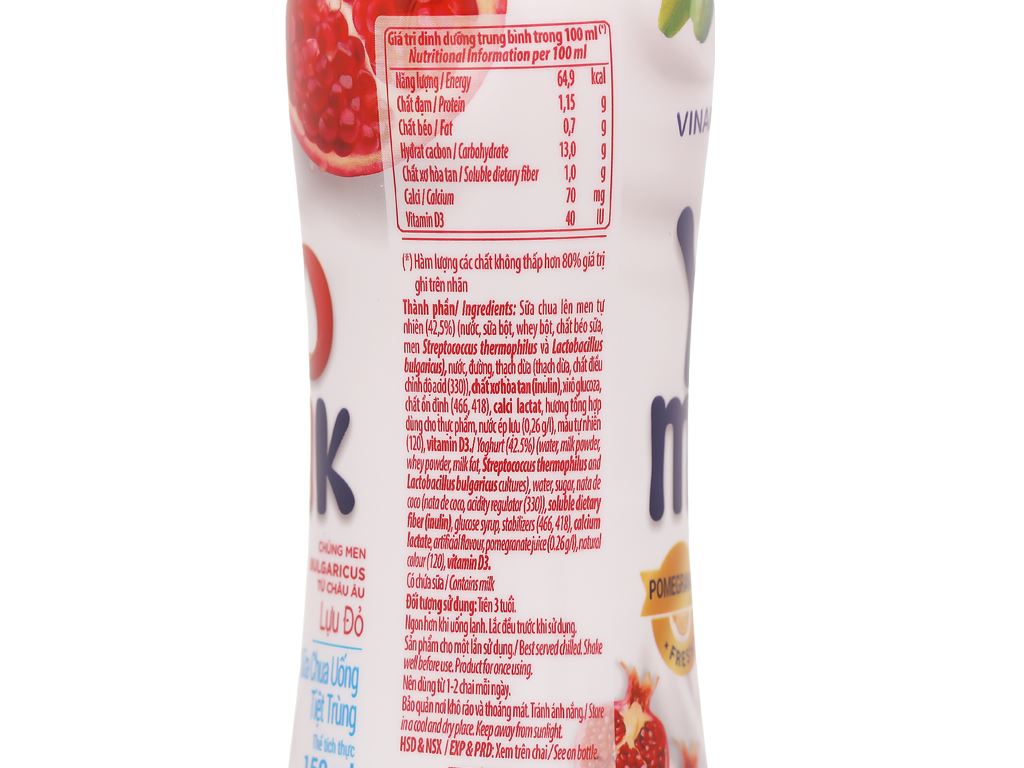 Giá trị dinh dưỡng trung bình trong 100 ml (*)
Nutritional Information per 100 ml
Năng lượng / Energy 64,9 kcal
Chất đạm / Protein 1,15 g
Chất béo / Fat 0,7 g
Hydrat cacbon / Carbohydrate 13,0 g
Chất xơ hòa tan / Soluble dietary fiber 1,0 g
Calci / Calcium 70 mg
Vitamin D3 40 IU
(*) Hàm lượng các chất không thấp hơn 80% giá trị
ghi trên nhãn
Thành phần/ Ingredients: Sữa chua lên men tự
nhiên (42,5%) (nước, sữa bột, whey bột, chất béo sữa,
men Streptococcus thermophilus và Lactobacillus
bulgaricus), nước, đường, thạch dừa (thạch dừa, chất điều
chỉnh độ acid (330)), chất xơ hòa tan (inulin), xirô glucoza,
chất ổn định (466, 418), calci lactat, hương tổng hợp
dùng cho thực phẩm, nước ép lựu (0,26 g/l), màu tự nhiên
(120), vitamin D3./ Yoghurt (42.5%) (water, milk powder,
whey powder, milk fat, Streptococcus thermophilus and
Lactobacillus bulgaricus cultures), water, sugar, nata de
coco (nata de coco, acidity regulator (330)), soluble dietary
fiber (inulin), glucose syrup, stabilizers (466, 418), calcium
lactate, artificial flavour, pomegranate juice (0.26 g/l), natural
colour (120), vitamin D3.
Có chứa sữa / Contains milk
Đối tượng sử dụng: Trên 3 tuổi.
Ngon hơn khi uống lạnh. Lắc đều trước khi sử dụng.
Sản phẩm cho một lần sử dụng / Best served chilled. Shake
well before use. Product for once using.
Nên dùng từ 1-2 chai mỗi ngày.
Bảo quản nơi khô ráo và thoáng mát. Tránh ánh nắng / Store
in a cool and dry place. Keep away from sunlight.
HSD & NSX / EXP & PRD: Xem trên chai / See on bottle.
CHỦNG MEN
BULGARICUS
TỪ CHÂU ÂU
Lựu Đỏ
Chua Uống
Tiệt Trùng
Thể tích thực